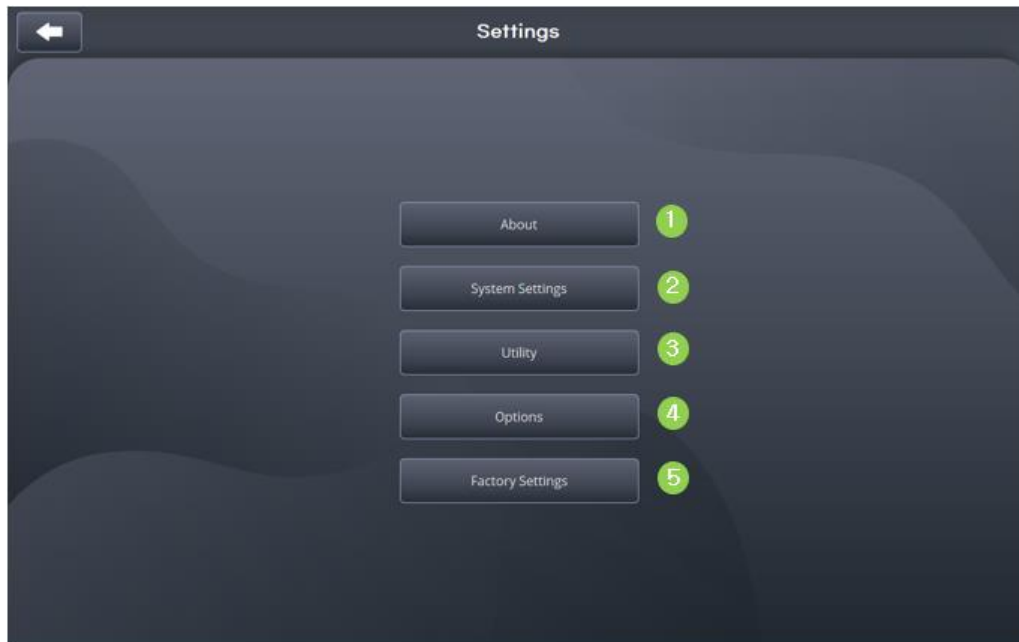 Settings
About 1
System Settings 2
Utility 3
Options 4
Factory Settings 5